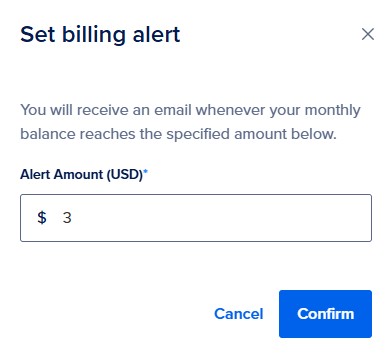 Set billing alert
You will receive an email whenever your monthly
balance reaches the specified amount below.
Alert Amount (USD)*
$ 3
Cancel Confirm